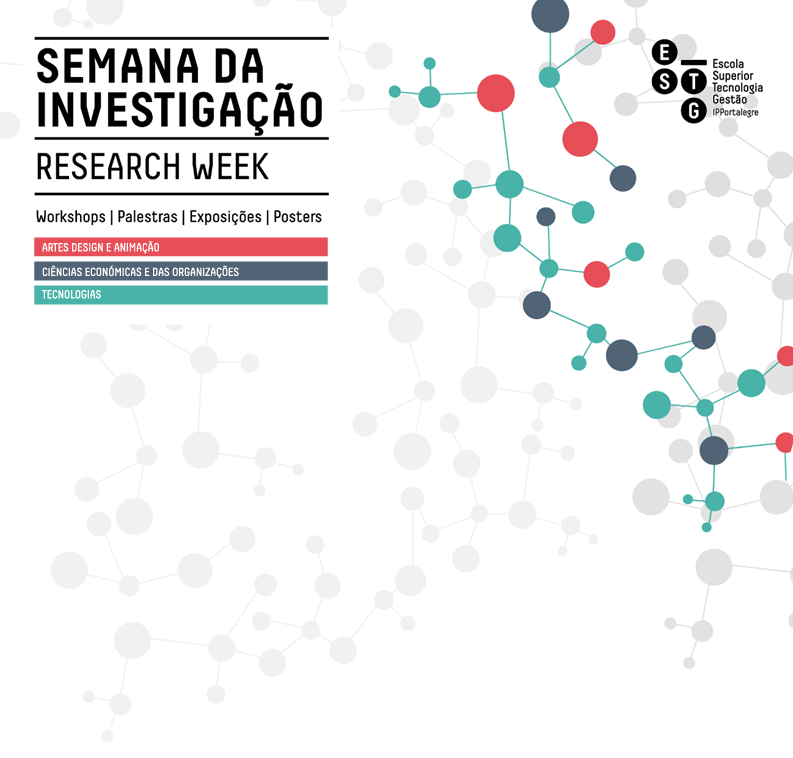 SEMANA DA
INVESTIGAÇÃO
RESEARCH WEEK
Workshops | Palestras | Exposições | Posters
ARTES DESIGN E ANIMAÇÃO
CIÊNCIAS ECONÓMICAS E DAS ORGANIZAÇÕES
TECNOLOGIAS
E
S T
G
Escola
Superior
Tecnologia
Gestão
IPPortalegre